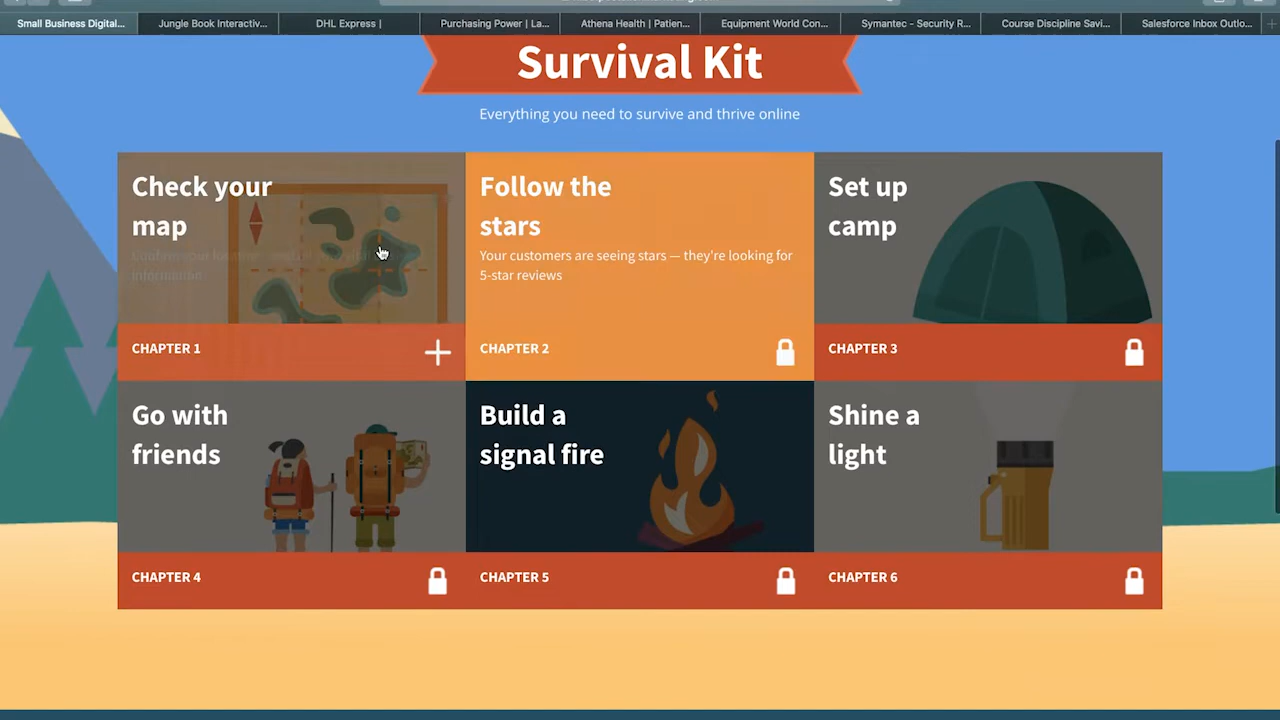 Small Business Digital...
Jungle Book Interactiv...
DHL Express |
Purchasing Power | La...
Athena Health | Patien...
Equipment World Con...
Symantec - Security R...
Course Discipline Savi...
Salesforce Inbox Outlo...
Survival Kit
Everything you need to survive and thrive online
Check your
map
information
CHAPTER 1
Follow the
stars
Your customers are seeing stars — they're looking for
5-star reviews
CHAPTER 2
Set up
camp
CHAPTER 3
Go with
friends
CHAPTER 4
Build a
signal fire
CHAPTER 5
Shine a
light
CHAPTER 6